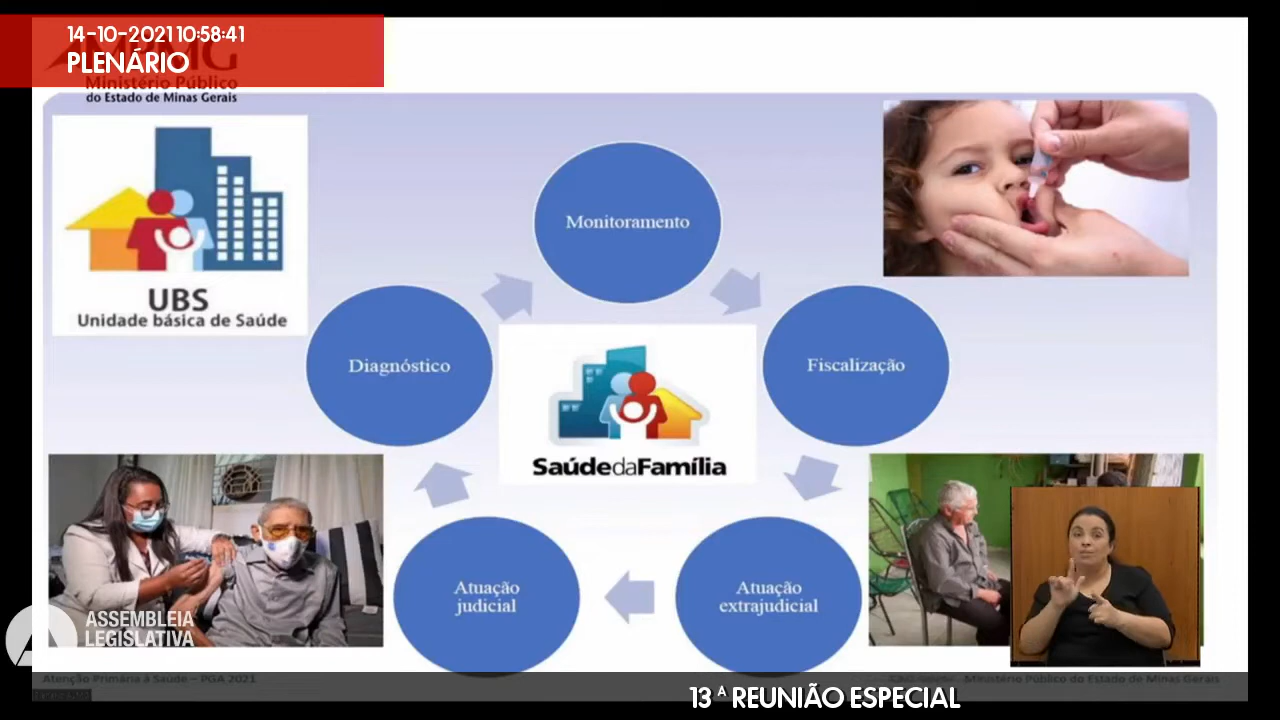 14-10-2021 10:58:41
PLENÁRIO
MPMG
Ministério Público
do Estado de Minas Gerais
UBS
Unidade básica de Saúde
Monitoramento
Diagnóstico
Fiscalização
SaúdedaFamília
Atuação
judicial
Atuação
extrajudicial
ASSEMBLEIA
LEGISLATIVA
Atenção Primária à Saúde – PGA 2021
Ministério Público do Estado de Minas Gerais
13ª REUNIÃO ESPECIAL